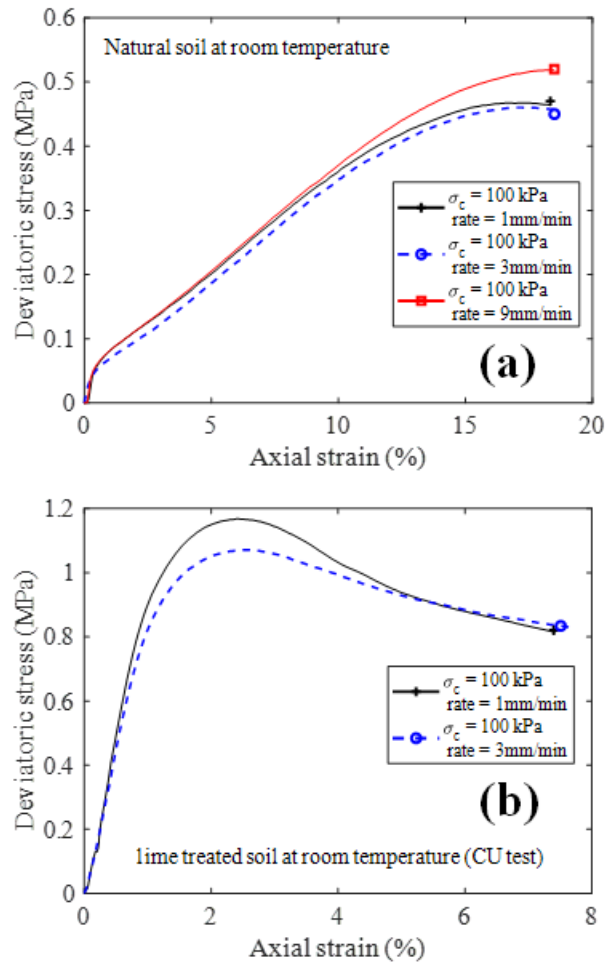 0.6
Natural soil at room temperature
0.5
0.4
0.3
0.2
0.1
0
Deviatoric stress (MPa)
σc = 100 kPa
rate = 1mm/min
σc = 100 kPa
rate = 3mm/min
σc = 100 kPa
rate = 9mm/min
(a)
0 5 10 15 20
Axial strain (%)
1.2
1
0.8
0.6
0.4
0.2
0
Deviatoric stress (MPa)
σc = 100 kPa
rate = 1mm/min
σc = 100 kPa
rate = 3mm/min
(b)
lime treated soil at room temperature (CU test)
0 2 4 6 8
Axial strain (%)